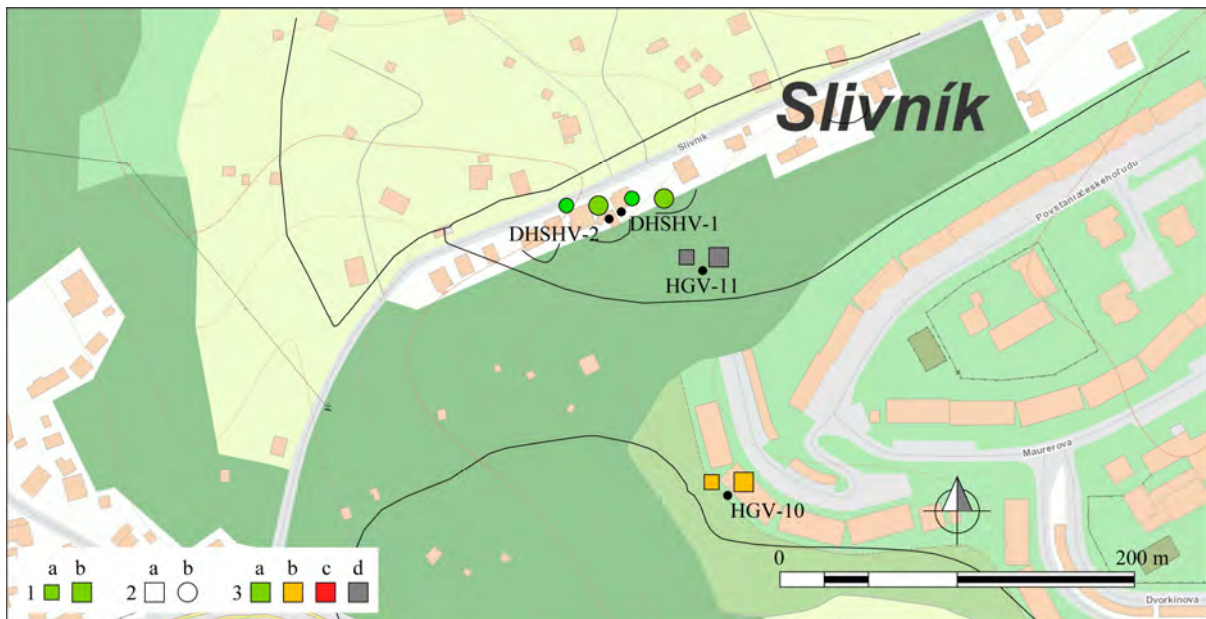 Slivník
Slivník
Povstania českého ľudu
DHSHV-2
DHSHV-1
HGV-11
Maurerova
HGV-10
0 200 m
a b a b a b c d
1 2 3
Dvorkinova